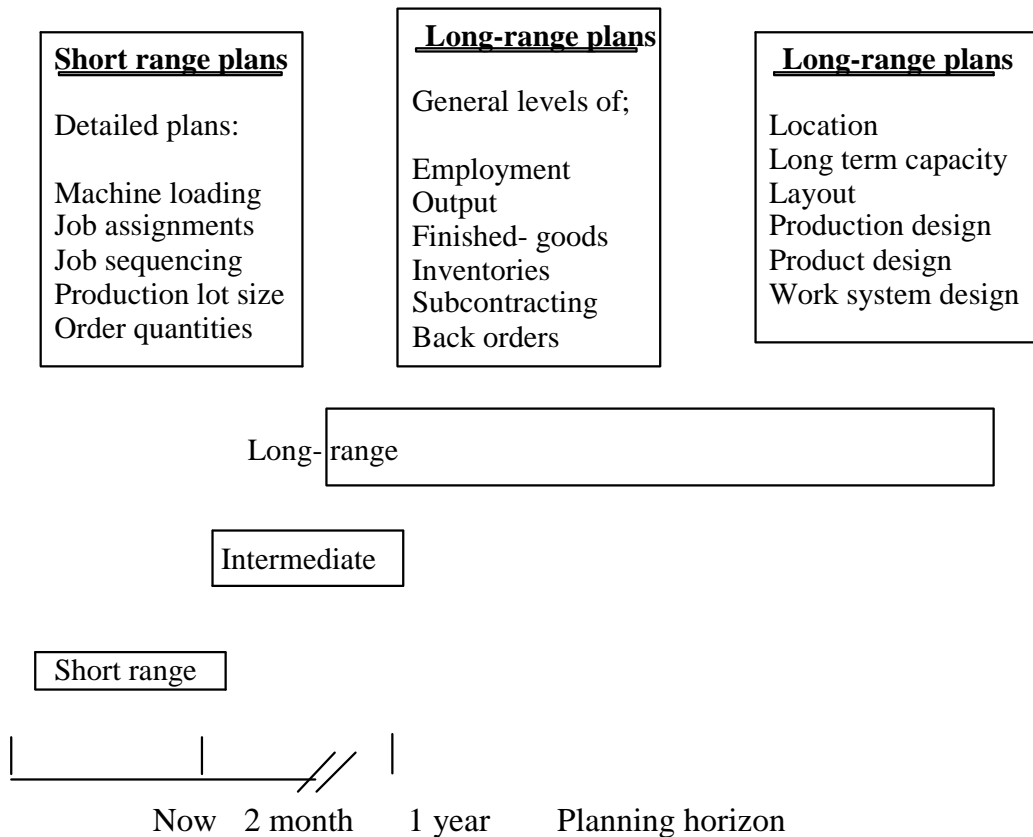 Short range plans
Detailed plans:
Machine loading
Job assignments
Job sequencing
Production lot size
Order quantities
Long-range plans
General levels of;
Employment
Output
Finished- goods
Inventories
Subcontracting
Back orders
Long-range plans
Location
Long term capacity
Layout
Production design
Product design
Work system design
Long- range
Intermediate
Short range
Now 2 month 1 year Planning horizon